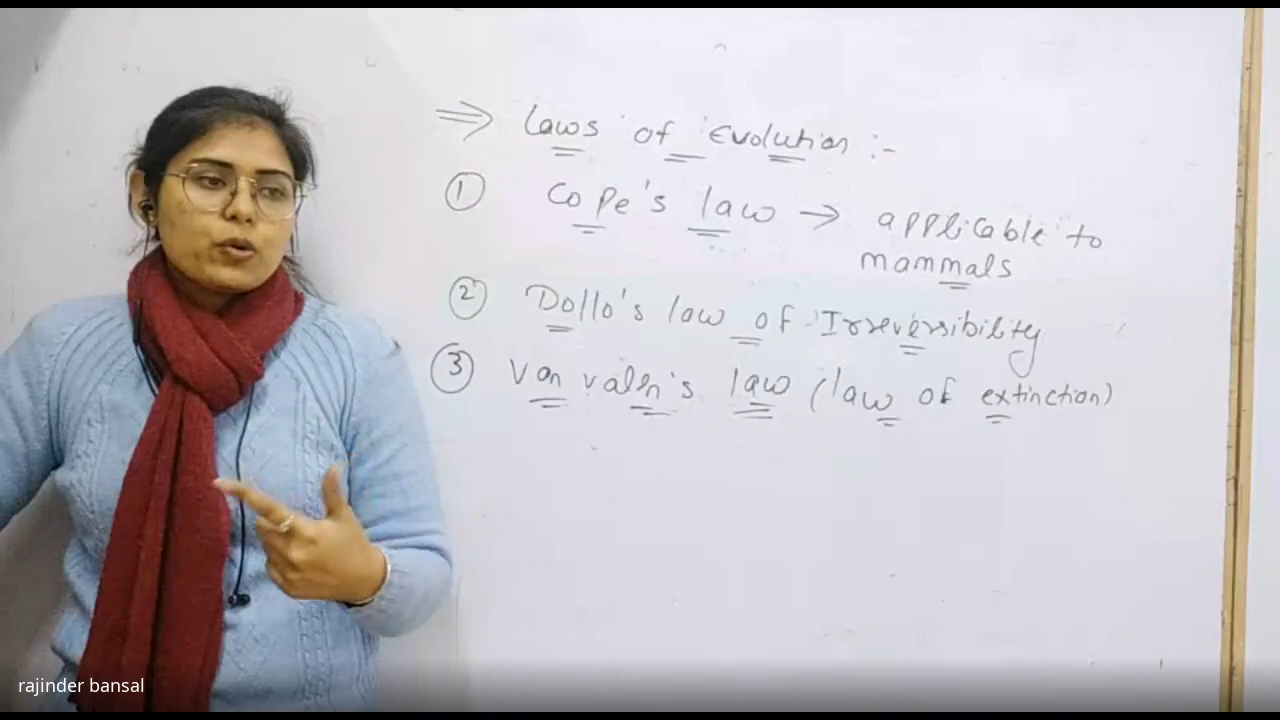 ⇒ Laws of Evolution :-
① Cope's law → applicable to
mammals
② Dollo's law of Irreversibility
③ Van valen's law (law of extinction)
rajinder bansal